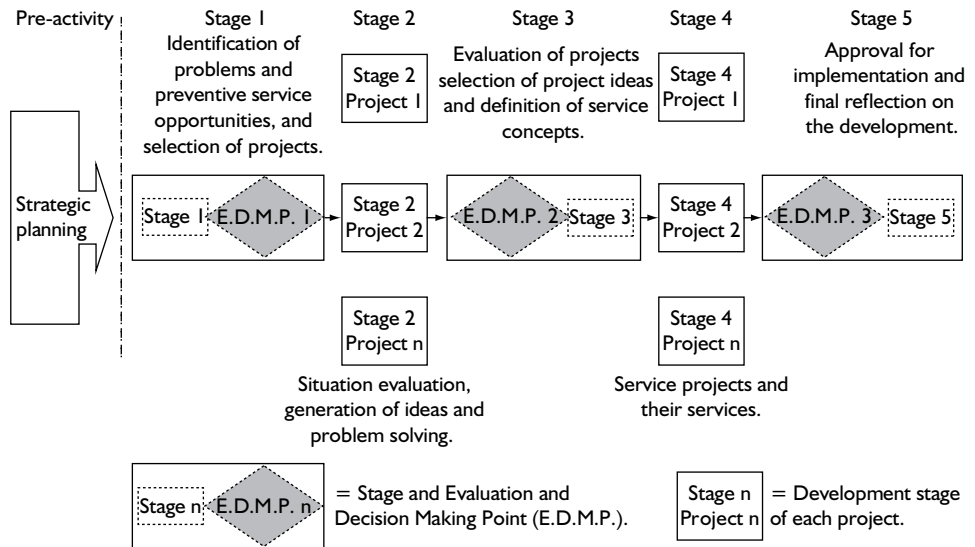 Pre-activity
Stage 1
Stage 2
Stage 3
Stage 4
Stage 5
Identification of
problems and
preventive service
opportunities, and
selection of projects.
Stage 2
Project 1
Evaluation of projects
selection of project ideas
and definition of service
concepts.
Stage 4
Project 1
Approval for
implementation and
final reflection on
the development.
Strategic
planning
Stage 1
E.D.M.P. 1
Stage 2
Project 2
E.D.M.P. 2
Stage 3
Stage 4
Project 2
E.D.M.P. 3
Stage 5
Stage 2
Project n
Situation evaluation,
generation of ideas and
problem solving.
Stage 4
Project n
Service projects and
their services.
Stage n
E.D.M.P. n
= Stage and Evaluation and
Decision Making Point (E.D.M.P.).
Stage n
Project n
= Development stage
of each project.